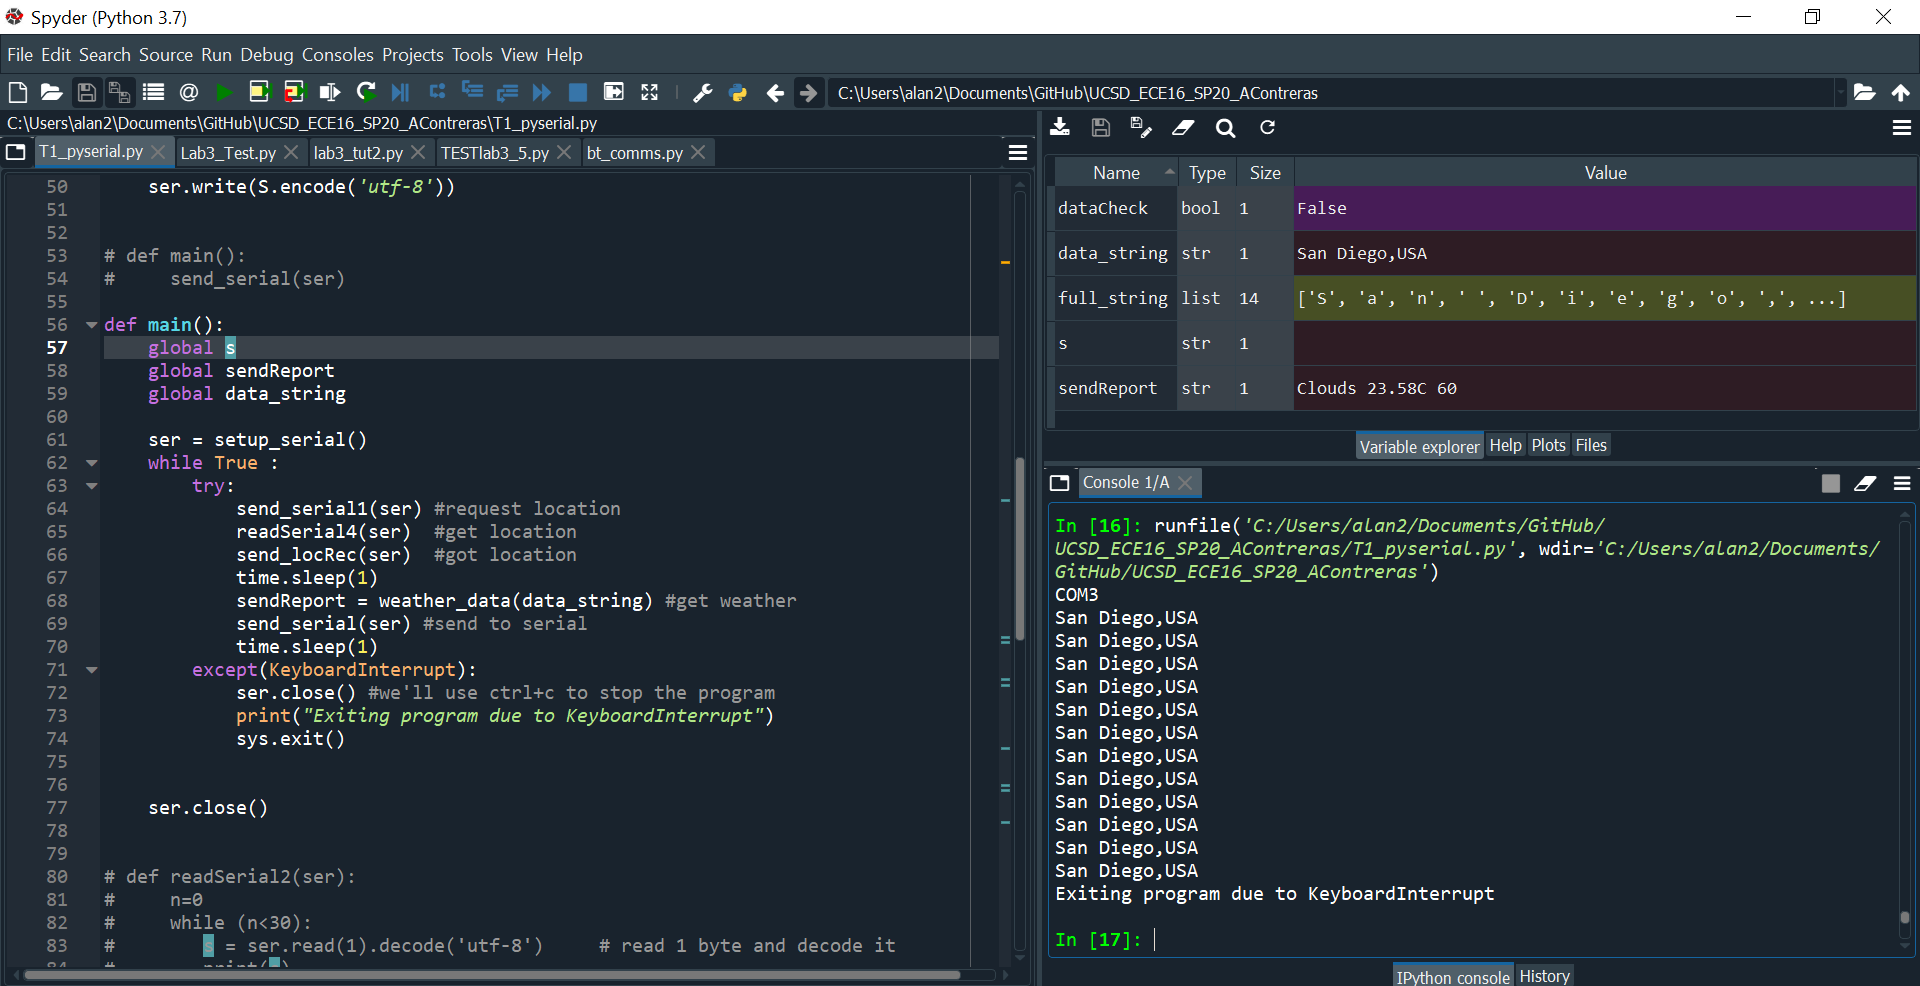 Spyder (Python 3.7)
File Edit Search Source Run Debug Consoles Projects Tools View Help
C:\Users\alan2\Documents\GitHub\UCSD_ECE16_SP20_AContreras
C:\Users\alan2\Documents\GitHub\UCSD_ECE16_SP20_AContreras\T1_pyserial.py
T1_pyserial.py Lab3_Test.py lab3_tut2.py TESTlab3_5.py bt_comms.py
50     ser.write(S.encode('utf-8'))
51
52
53 # def main():
54 #     send_serial(ser)
55
56 def main():
57     global s
58     global sendReport
59     global data_string
60
61     ser = setup_serial()
62     while True :
63         try:
64             send_serial1(ser) #request location
65             readSerial4(ser)  #get location
66             send_locRec(ser)  #got location
67             time.sleep(1)
68             sendReport = weather_data(data_string) #get weather
69             send_serial(ser) #send to serial
70             time.sleep(1)
71         except(KeyboardInterrupt):
72             ser.close() #we'll use ctrl+c to stop the program
73             print("Exiting program due to KeyboardInterrupt")
74             sys.exit()
75
76
77     ser.close()
78
79
80 # def readSerial2(ser):
81 #     n=0
82 #     while (n<30):
83 #         s = ser.read(1).decode('utf-8')     # read 1 byte and decode it
Name Type Size Value
dataCheck bool 1 False
data_string str 1 San Diego,USA
full_string list 14 ['S', 'a', 'n', ' ', 'D', 'i', 'e', 'g', 'o', ',', ...]
s str 1
sendReport str 1 Clouds 23.58C 60
Variable explorer Help Plots Files
Console 1/A
In [16]: runfile('C:/Users/alan2/Documents/GitHub/
UCSD_ECE16_SP20_AContreras/T1_pyserial.py', wdir='C:/Users/alan2/Documents/
GitHub/UCSD_ECE16_SP20_AContreras')
COM3
San Diego,USA
San Diego,USA
San Diego,USA
San Diego,USA
San Diego,USA
San Diego,USA
San Diego,USA
San Diego,USA
San Diego,USA
San Diego,USA
San Diego,USA
San Diego,USA
Exiting program due to KeyboardInterrupt
In [17]:
IPython console History